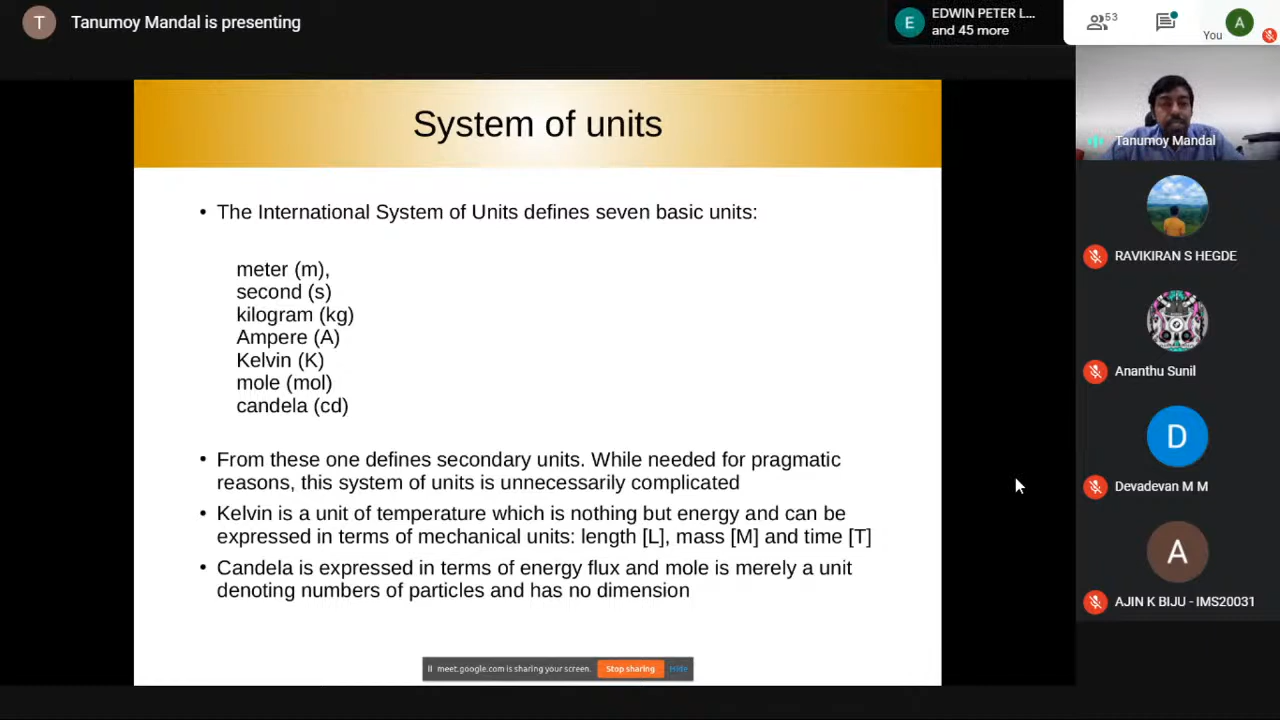 T
Tanumoy Mandal is presenting
E
EDWIN PETER L...
and 45 more
53
You
A
System of units
• The International System of Units defines seven basic units:
meter (m),
second (s)
kilogram (kg)
Ampere (A)
Kelvin (K)
mole (mol)
candela (cd)
• From these one defines secondary units. While needed for pragmatic
reasons, this system of units is unnecessarily complicated
• Kelvin is a unit of temperature which is nothing but energy and can be
expressed in terms of mechanical units: length [L], mass [M] and time [T]
• Candela is expressed in terms of energy flux and mole is merely a unit
denoting numbers of particles and has no dimension
meet.google.com is sharing your screen.
Stop sharing
Hide
Tanumoy Mandal
RAVIKIRAN S HEGDE
Ananthu Sunil
D
Devadevan M M
A
AJIN K BIJU - IMS20031